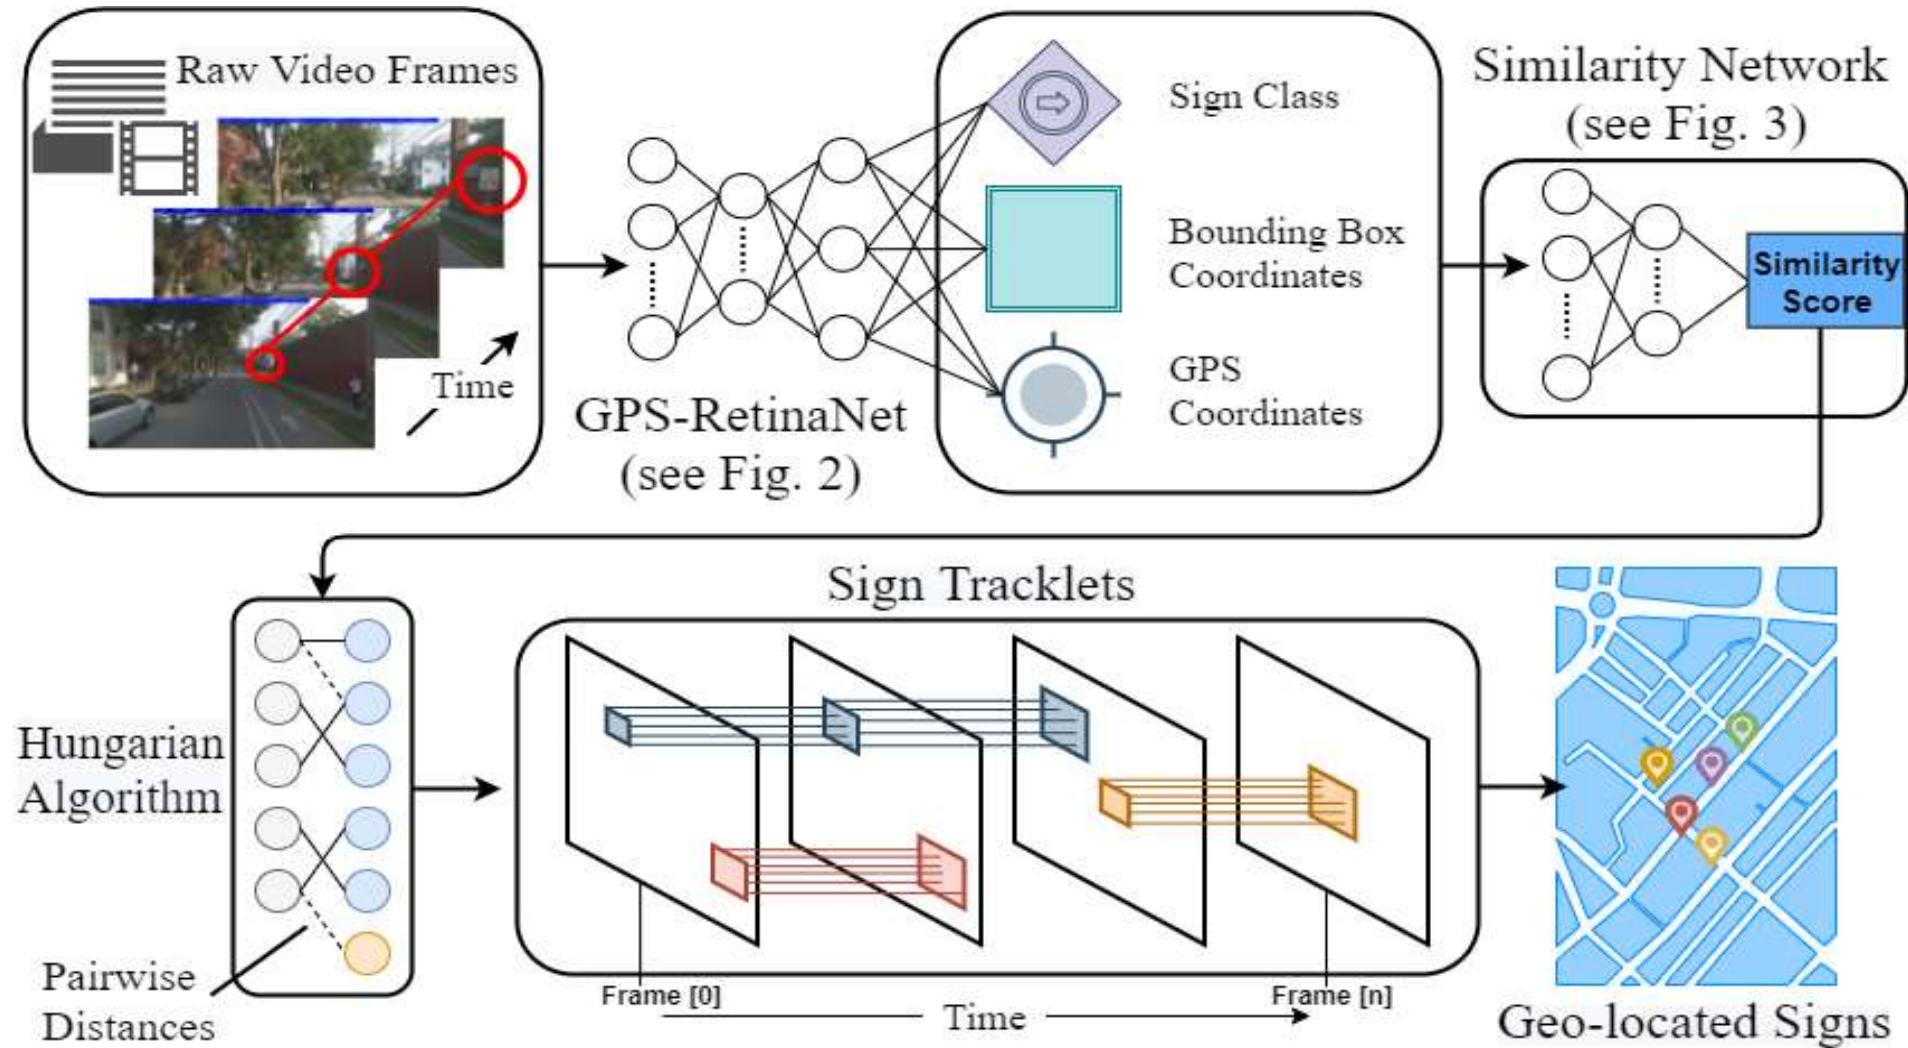 Raw Video Frames
Time
GPS-RetinaNet
(see Fig. 2)
Sign Class
Bounding Box
Coordinates
GPS
Coordinates
Similarity Network
(see Fig. 3)
Similarity
Score
Hungarian
Algorithm
Pairwise
Distances
Sign Tracklets
Frame [0]
Frame [n]
Time
Geo-located Signs